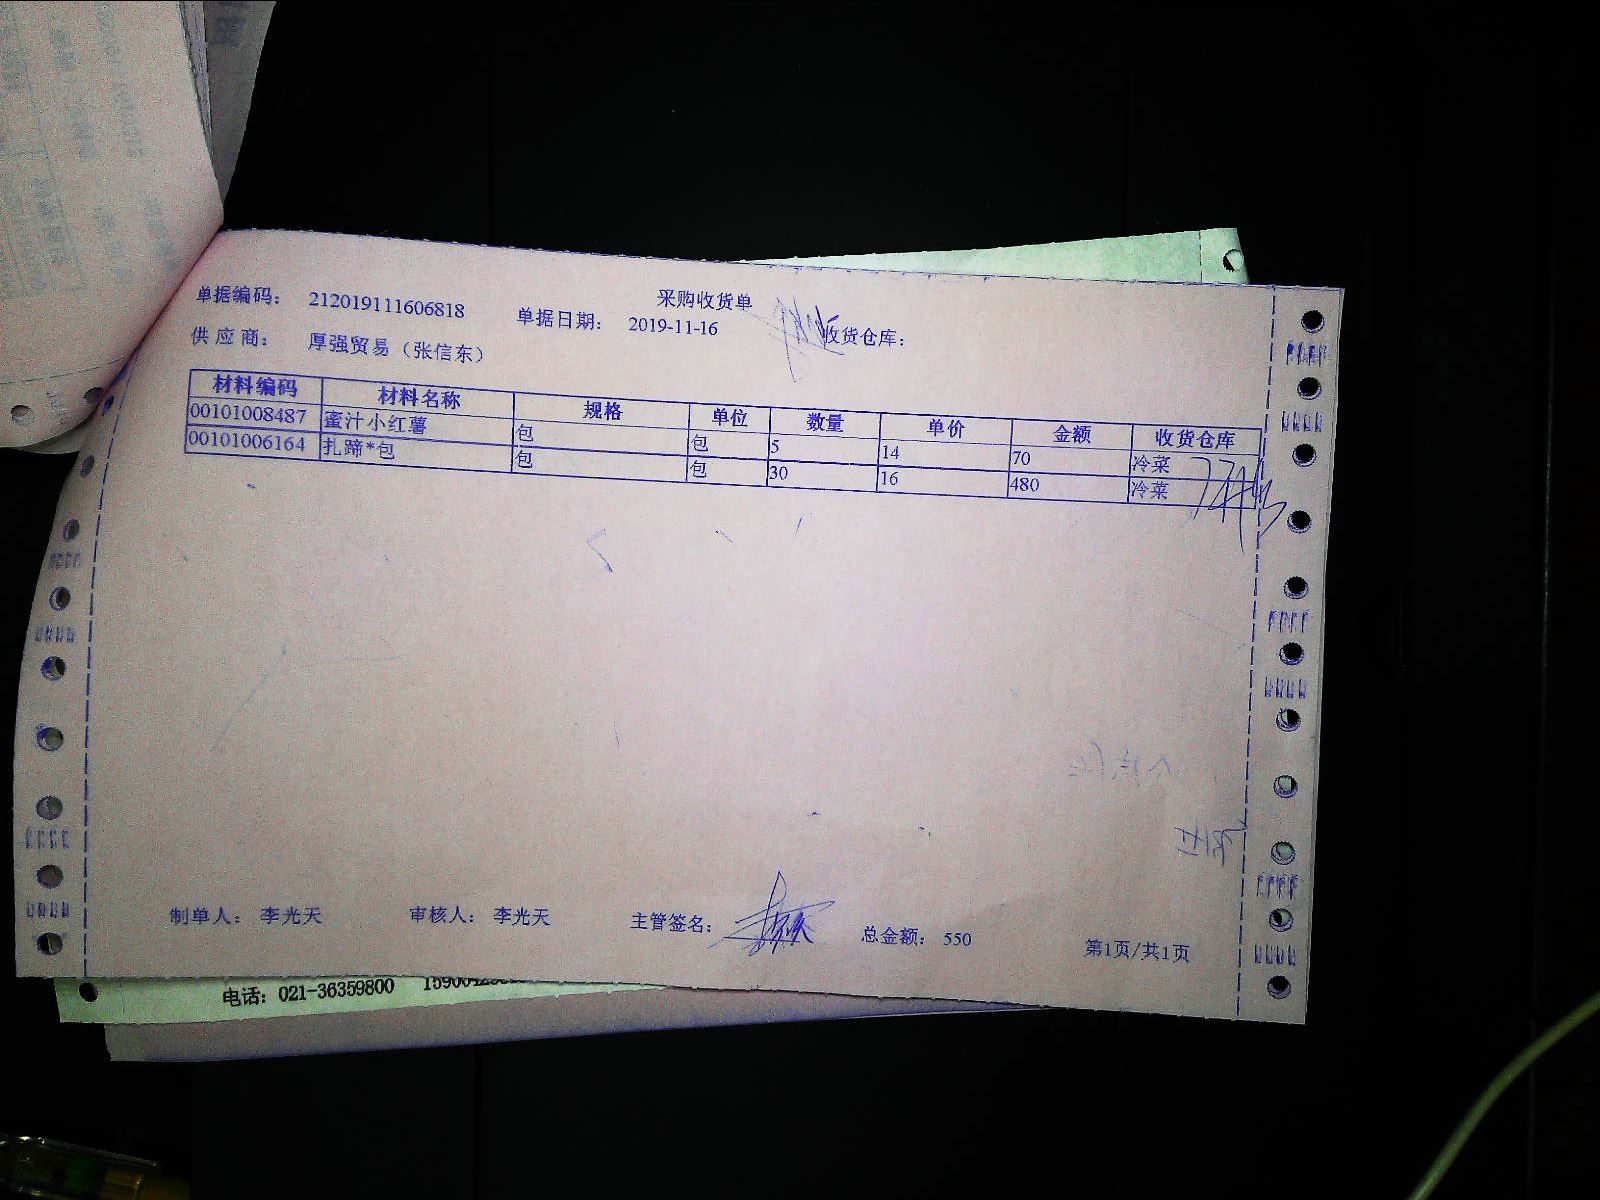 采购收货单
单据编码： 212019111606818 单据日期： 2019-11-16 收货仓库：
供应商： 厚强贸易（张信东）
材料编码 材料名称 规格 单位 数量 单价 金额 收货仓库
00101008487 蜜汁小红薯 包 包 5 14 70 冷菜
00101006164 扎蹄*包 包 包 30 16 480 冷菜
制单人： 李光天 审核人： 李光天 主管签名： 总金额： 550 第1页/共1页
电话：021-36359800